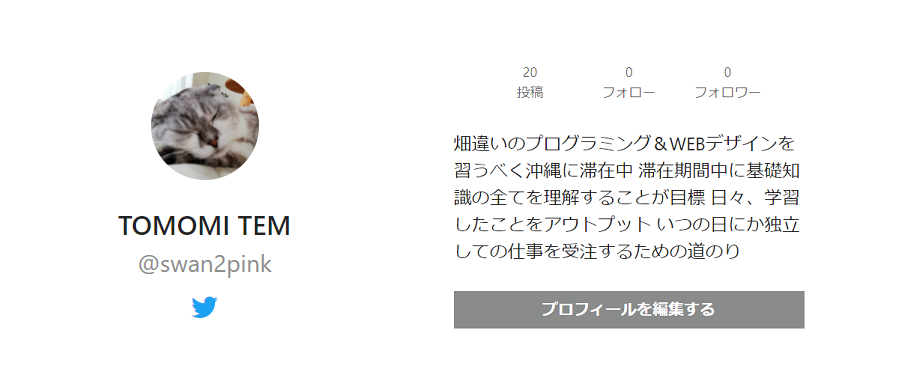 TOMOMI TEM
@swan2pink
20
投稿
0
フォロー
0
フォロワー
畑違いのプログラミング＆WEBデザインを
習うべく沖縄に滞在中 滞在期間中に基礎知
識の全てを理解することが目標 日々、学習
したことをアウトプット いつの日にか独立
しての仕事を受注するための道のり
プロフィールを編集する